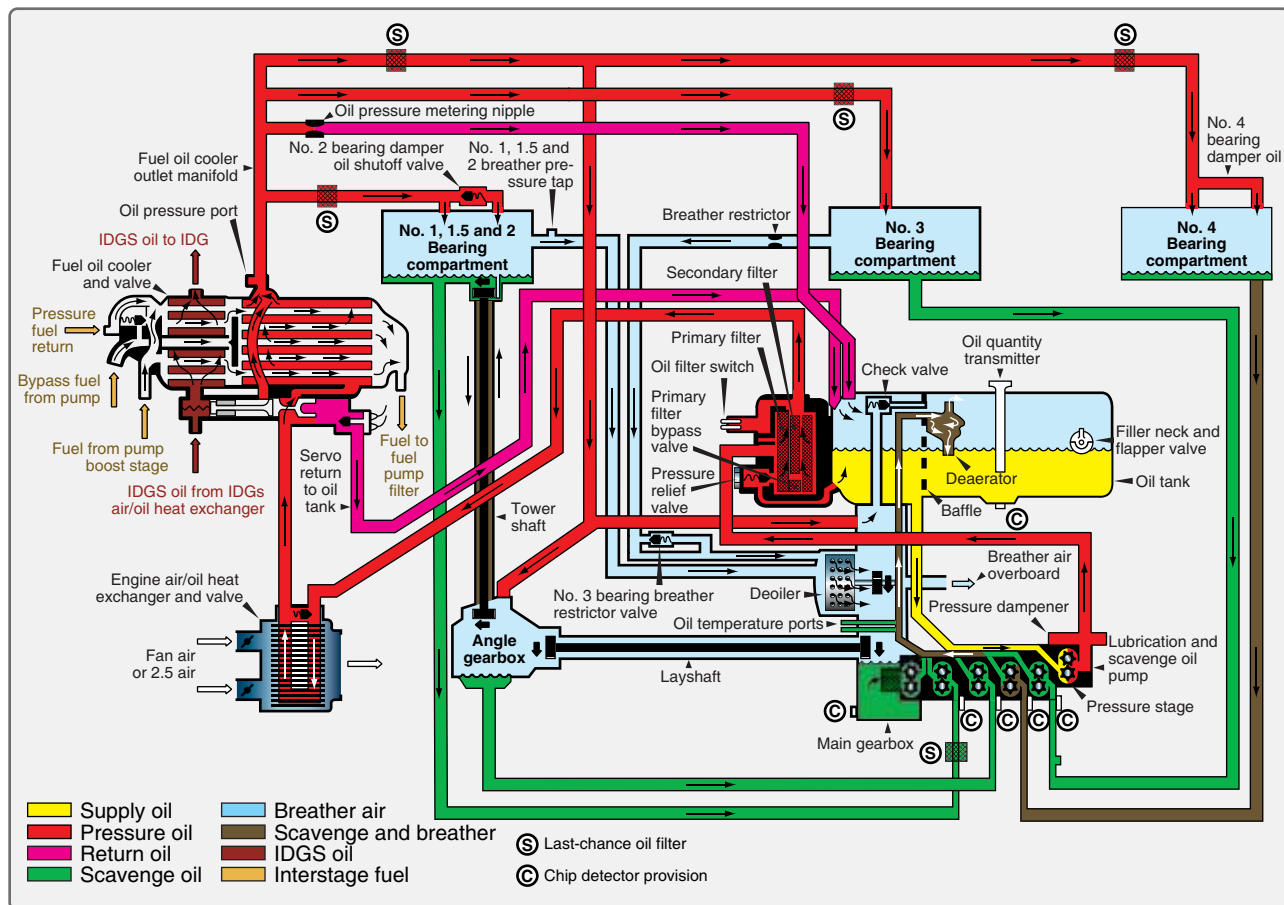 S
S
Oil pressure metering nipple
S
No. 2 bearing damper
oil shutoff valve
No. 1, 1.5 and
2 breather pre-
ssure tap
No. 4
bearing
damper oil
Fuel oil cooler
outlet manifold
S
Oil pressure port
Breather restrictor
No. 1, 1.5 and 2
Bearing
compartment
No. 3
Bearing
compartment
No. 4
Bearing
compartment
IDGS oil to IDG
Fuel oil cooler
and valve
Secondary filter
Pressure
fuel
return
Primary filter
Oil filter switch
Oil quantity
transmitter
Check valve
Bypass fuel
from pump
Primary
filter
bypass
valve
Fuel from pump
boost stage
Fuel to
fuel
pump
filter
Filler neck and
flapper valve
Servo
return
to oil
tank
Pressure
relief
valve
Deaerator
Oil tank
IDGS oil from IDGs
air/oil heat exchanger
Baffle
C
Tower
shaft
Breather air
overboard
Engine air/oil heat
exchanger and valve
No. 3 bearing breather
restrictor valve
Deoiler
Pressure dampener
Oil temperature ports
Lubrication and
scavenge oil
pump
Fan air
or 2.5 air
Angle
gearbox
Layshaft
Pressure stage
C
C
C
C
C
Main gearbox
S
Supply oil
Pressure oil
Return oil
Scavenge oil
Breather air
Scavenge and breather
IDGS oil
Interstage fuel
S Last-chance oil filter
C Chip detector provision